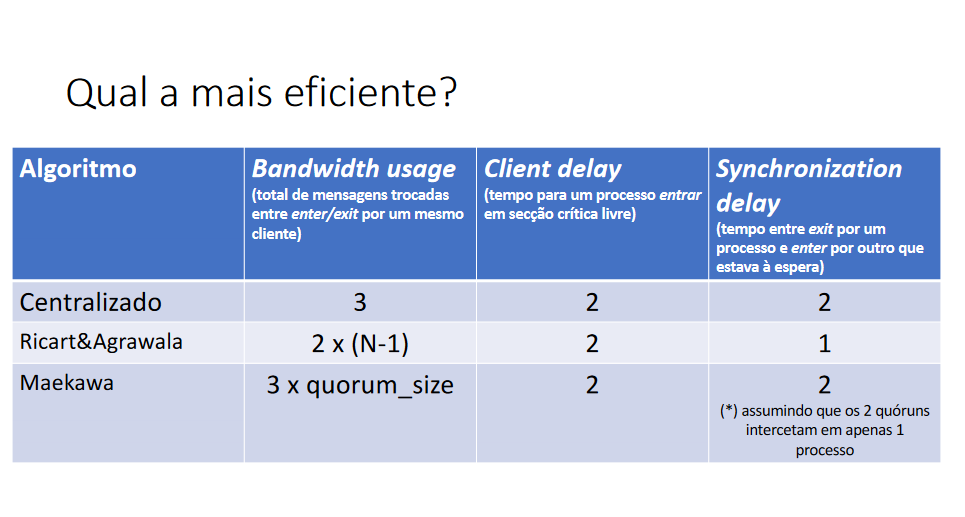 Qual a mais eficiente?
Algoritmo
Bandwidth usage
(total de mensagens trocadas
entre enter/exit por um mesmo
cliente)
Client delay
(tempo para um processo entrar
em secção crítica livre)
Synchronization
delay
(tempo entre exit por um
processo e enter por outro que
estava à espera)
Centralizado
3
2
2
Ricart&Agrawala
2 x (N-1)
2
1
Maekawa
3 x quorum_size
2
2
(*) assumindo que os 2 quóruns
intercetam em apenas 1
processo